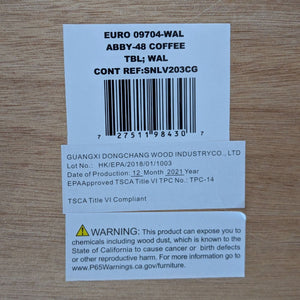 EURO 09704-WAL
ABBY-48 COFFEE
TBL; WAL
CONT REF:SNLV203CG
7 27511 98430 7
GUANGXI DONGCHANG WOOD INDUSTRYCO., LTD
Lot No.: HK/EPA/2018/01/1003
Date of Production: 12 Month 2021 Year
EPAApproved TSCA Title VI TPC No.: TPC-14
TSCA Title VI Compliant
WARNING: This product can expose you to
chemicals including wood dust, which is known to the
State of California to cause cancer or birth defects
or other reproductive harm. For more information go to
www.P65Warnings.ca.gov/furniture.